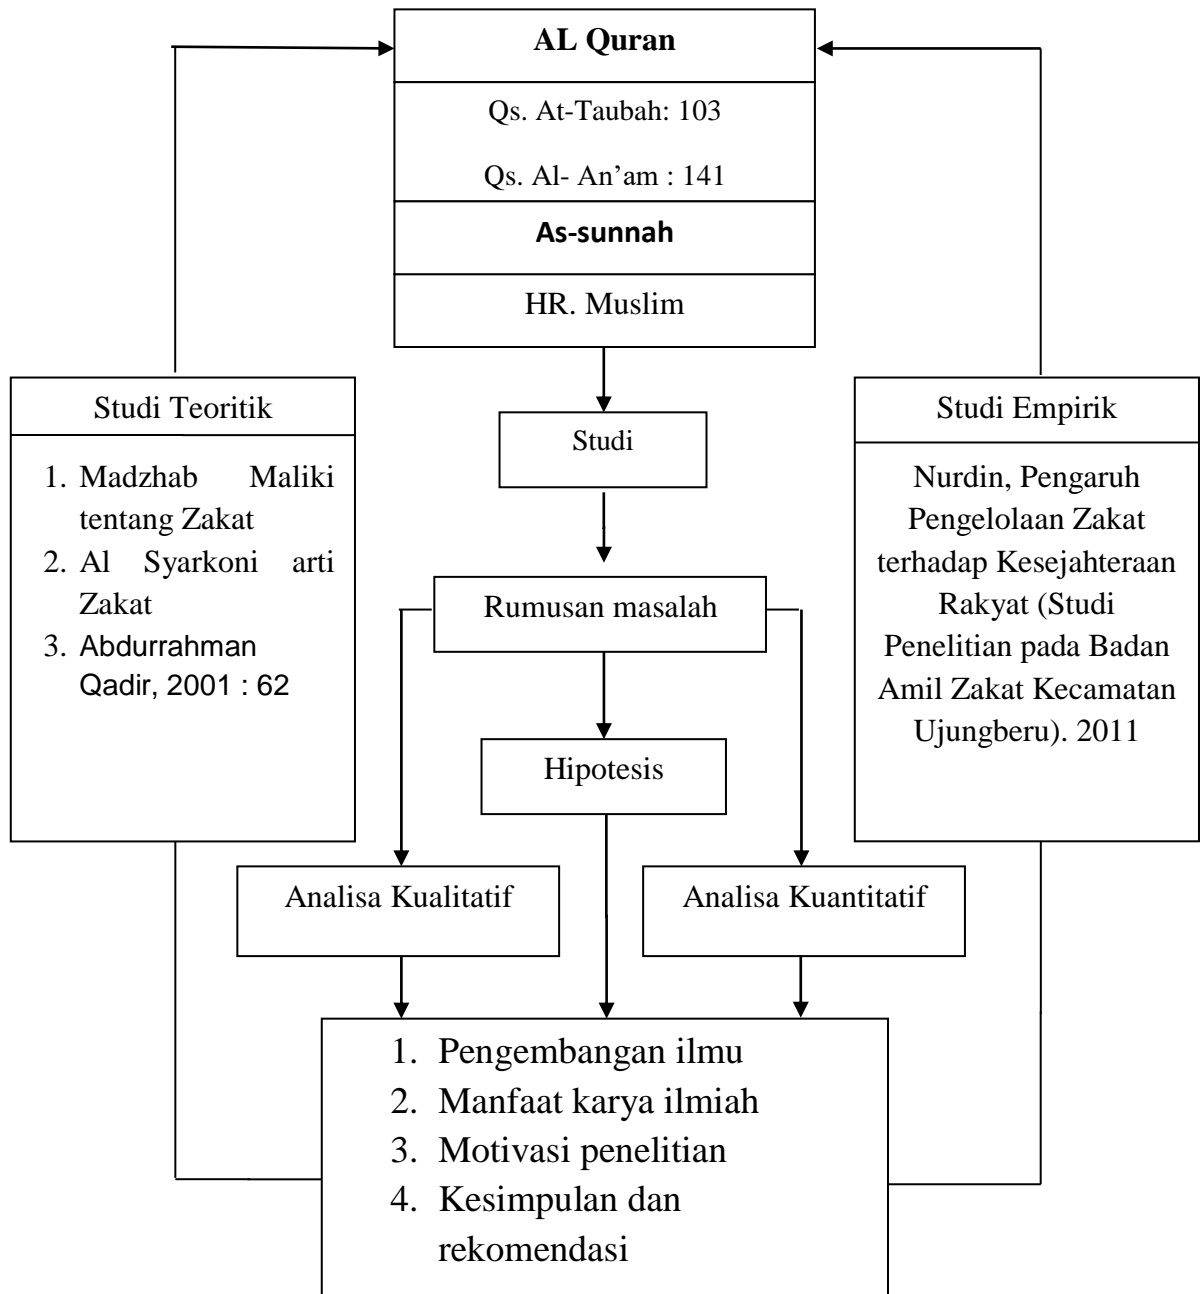 AL Quran
Qs. At-Taubah: 103
Qs. Al- An’am : 141
As-sunnah
HR. Muslim
Studi Teoritik
1. Madzhab Maliki
tentang Zakat
2. Al Syarkoni arti
Zakat
3. Abdurrahman
Qadir, 2001 : 62
Studi
Studi Empirik
Nurdin, Pengaruh
Pengelolaan Zakat
terhadap Kesejahteraan
Rakyat (Studi
Penelitian pada Badan
Amil Zakat Kecamatan
Ujungberu). 2011
Rumusan masalah
Hipotesis
Analisa Kualitatif
Analisa Kuantitatif
1. Pengembangan ilmu
2. Manfaat karya ilmiah
3. Motivasi penelitian
4. Kesimpulan dan
rekomendasi